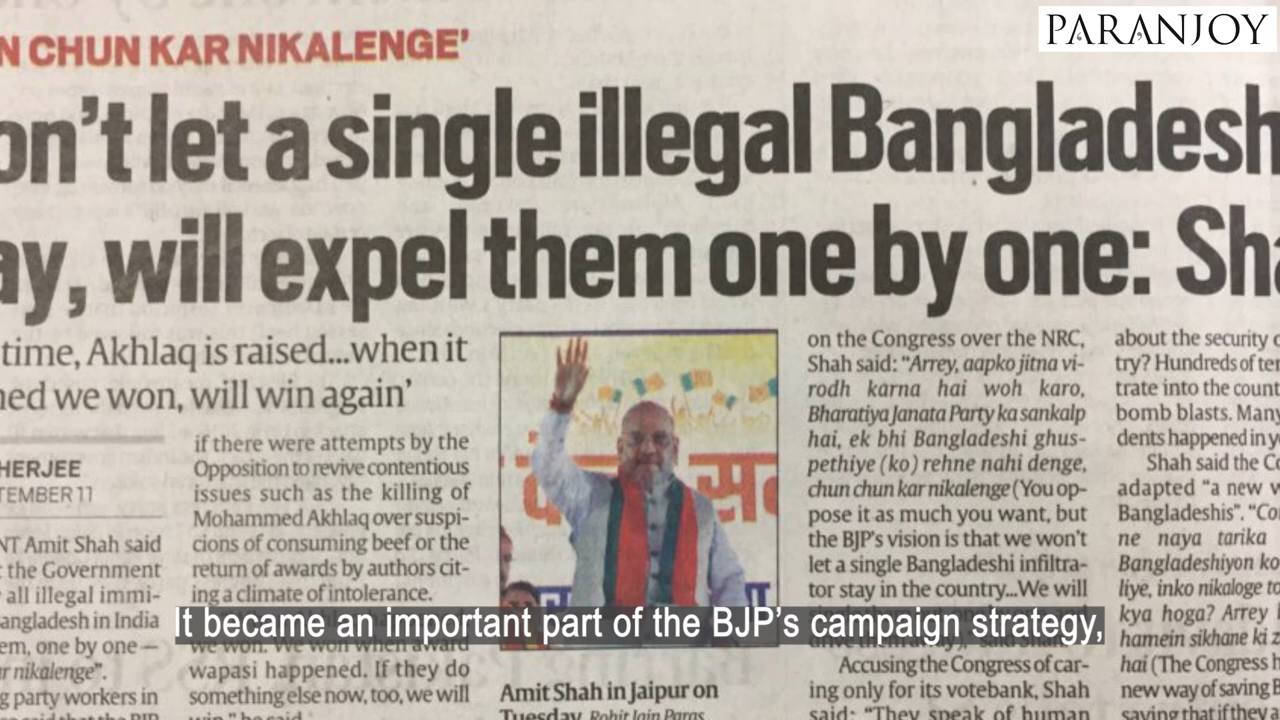 PARANJOY
N CHUN KAR NIKALENGE’
on’t let a single illegal Bangladesh
ay, will expel them one by one: Sha
time, Akhlaq is raised...when it
ned we won, will win again’
HERJEE
TEMBER 11
NT Amit Shah said
the Government
all illegal immi-
angladesh in India
em, one by one —
r nikalenge”.
g party workers in
if there were attempts by the
Opposition to revive contentious
issues such as the killing of
Mohammed Akhlaq over suspi-
cions of consuming beef or the
return of awards by authors cit-
ing a climate of intolerance.
we won. We won when award
wapasi happened. If they do
something else now, too, we will
win,” he said.
Amit Shah in Jaipur on
Tuesday. Rohit Jain Paras
on the Congress over the NRC,
Shah said: “Arrey, aapko jitna vi-
rodh karna hai woh karo,
Bharatiya Janata Party ka sankalp
hai, ek bhi Bangladeshi ghus-
pethiye (ko) rehne nahi denge,
chun chun kar nikalenge (You op-
pose it as much you want, but
the BJP’s vision is that we won’t
let a single Bangladeshi infiltra-
tor stay in the country...We will
Accusing the Congress of car-
ing only for its votebank, Shah
said: “They speak of human
about the security c
try? Hundreds of ten
trate into the count
bomb blasts. Many
dents happened in yo
Shah said the Co
adapted “a new w
Bangladeshis”. “Con
ne naya tarika
Bangladeshiyon ko
liye, inko nikaloge to
kya hoga? Arrey
hamein sikhane ki z
hai (The Congress h
new way of saving B
saying that if they a
It became an important part of the BJP’s campaign strategy,